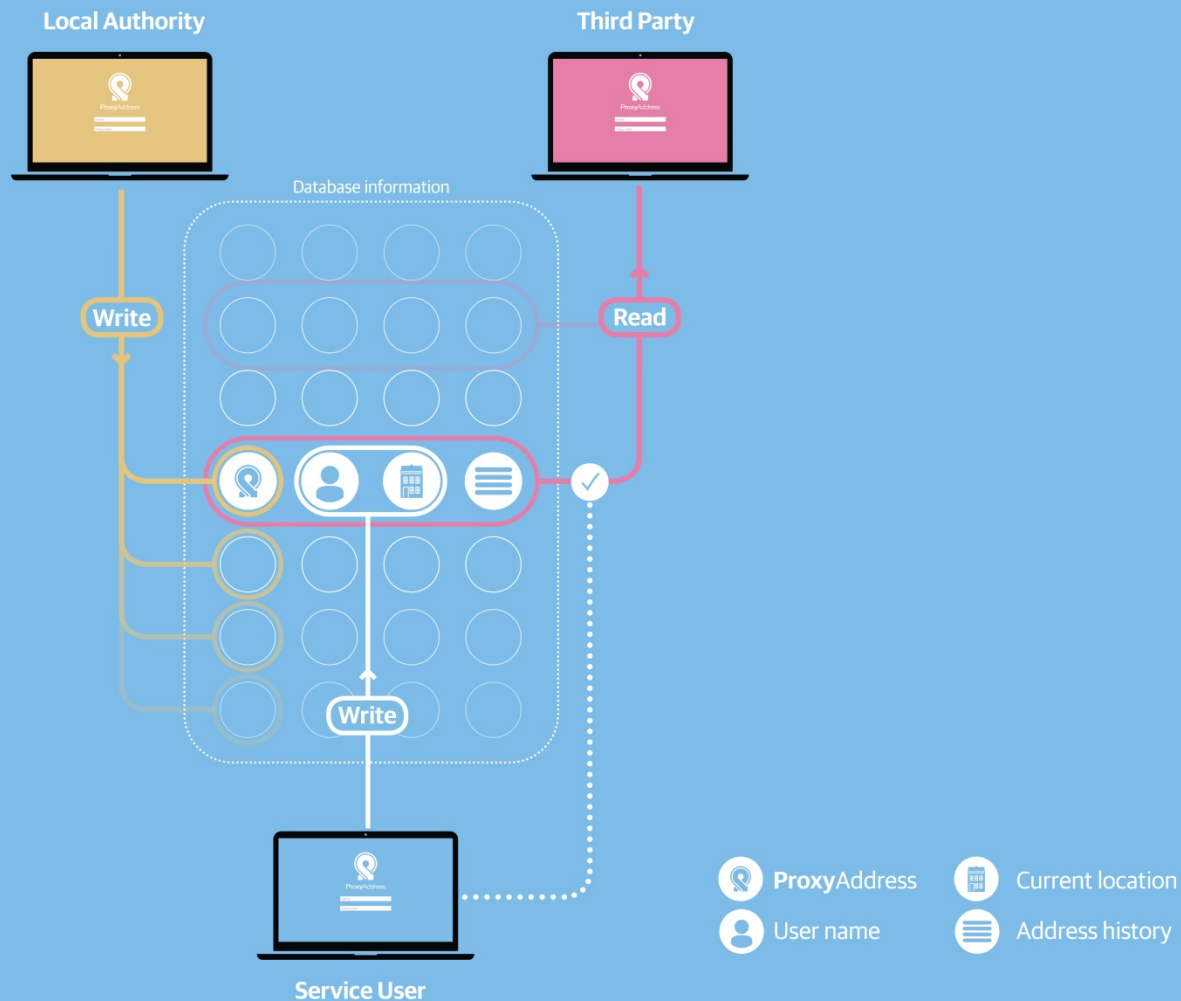 Local Authority
Third Party
ProxyAddress
ProxyAddress
Database information
Write
Read
Write
ProxyAddress
Service User
ProxyAddress
Current location
User name
Address history